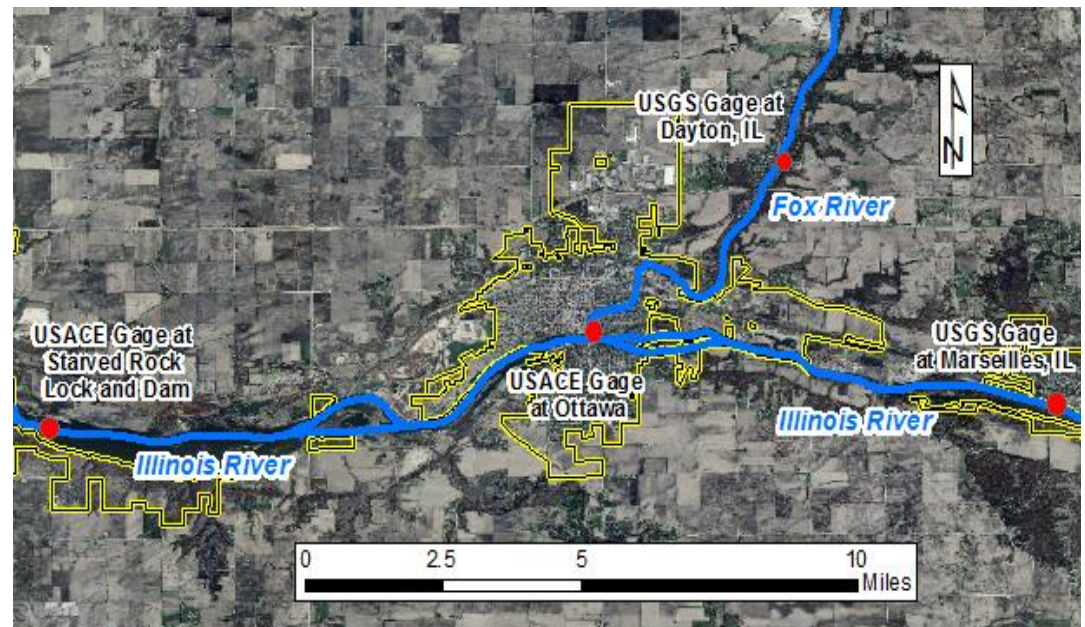 USGS Gage at
Dayton, IL
N
Fox River
USACE Gage at
Starved Rock
Lock and Dam
USACE Gage
at Ottawa
USGS Gage
at Marseilles, IL
Illinois River
Illinois River
0 2.5 5 10
Miles